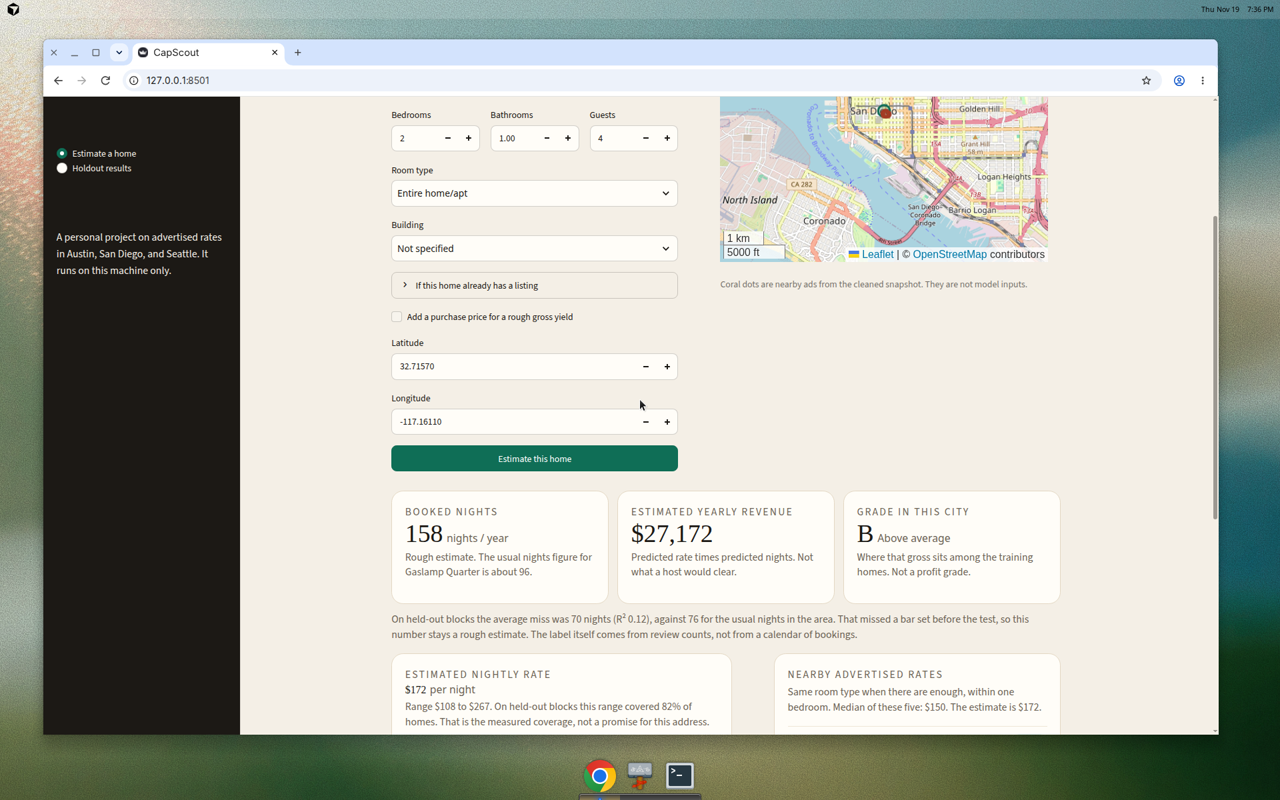 Thu Nov 19 7:36 PM
CapScout
127.0.0.1:8501
Estimate a home
Holdout results
A personal project on advertised rates
in Austin, San Diego, and Seattle. It
runs on this machine only.
Bedrooms Bathrooms Guests
2 1.00 4
Room type
Entire home/apt
Building
Not specified
If this home already has a listing
Add a purchase price for a rough gross yield
Latitude
32.71570
Longitude
-117.16110
Estimate this home
Golden Hill
Grant Hill
58 m
Logan Heights
CA 282
Coronado to Broadway Pier
North Island
San Diego-
Coronado
Bridge
Barrio Logan
Coronado
1 km
5000 ft
Leaflet | © OpenStreetMap contributors
Coral dots are nearby ads from the cleaned snapshot. They are not model inputs.
BOOKED NIGHTS
158 nights / year
Rough estimate. The usual nights figure for
Gaslamp Quarter is about 96.
ESTIMATED YEARLY REVENUE
$27,172
Predicted rate times predicted nights. Not
what a host would clear.
GRADE IN THIS CITY
B Above average
Where that gross sits among the training
homes. Not a profit grade.
On held-out blocks the average miss was 70 nights (R² 0.12), against 76 for the usual nights in the area. That missed a bar set before the test, so this
number stays a rough estimate. The label itself comes from review counts, not from a calendar of bookings.
ESTIMATED NIGHTLY RATE
$172 per night
Range $108 to $267. On held-out blocks this range covered 82% of
homes. That is the measured coverage, not a promise for this address.
NEARBY ADVERTISED RATES
Same room type when there are enough, within one
bedroom. Median of these five: $150. The estimate is $172.